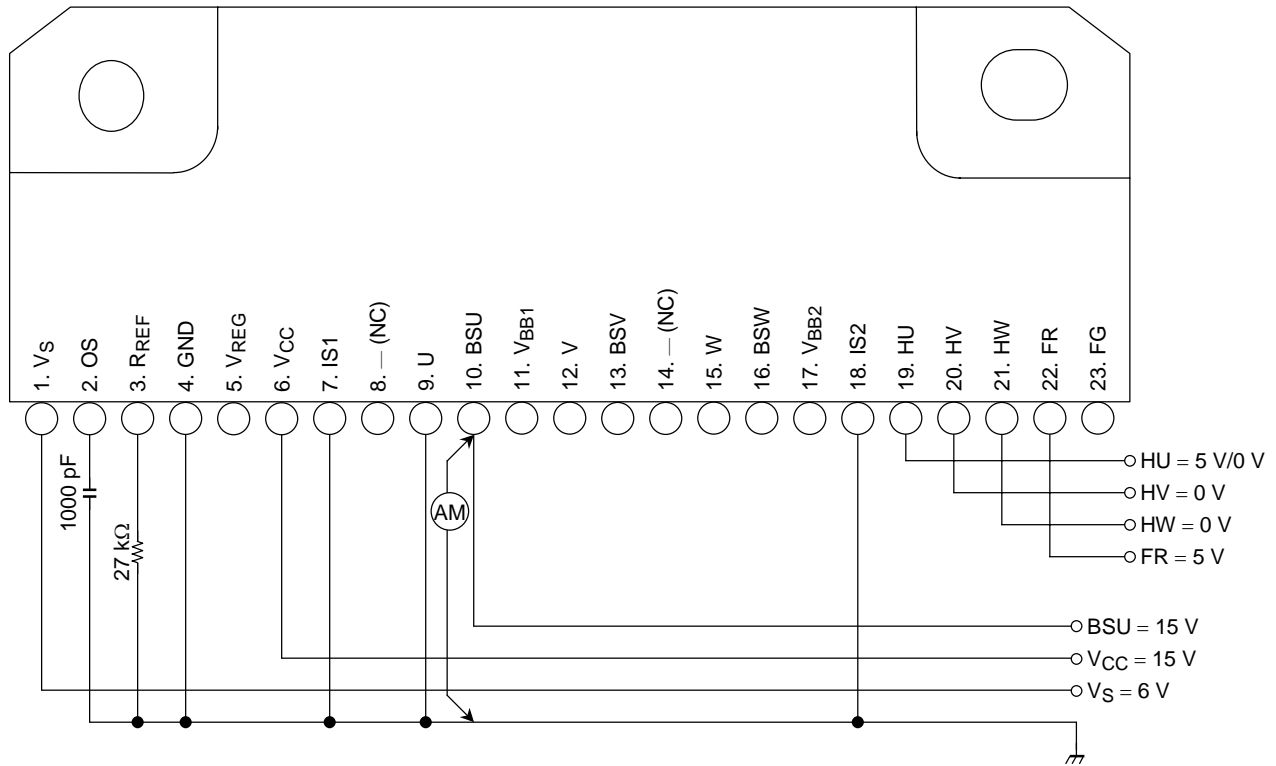 1. VS
2. OS
3. RREF
4. GND
5. VREG
6. VCC
7. IS1
8. — (NC)
9. U
10. BSU
11. VBB1
12. V
13. BSV
14. — (NC)
15. W
16. BSW
17. VBB2
18. IS2
19. HU
20. HV
21. HW
22. FR
23. FG
1000 pF
27 kΩ
AM
HU = 5 V/0 V
HV = 0 V
HW = 0 V
FR = 5 V
BSU = 15 V
VCC = 15 V
VS = 6 V